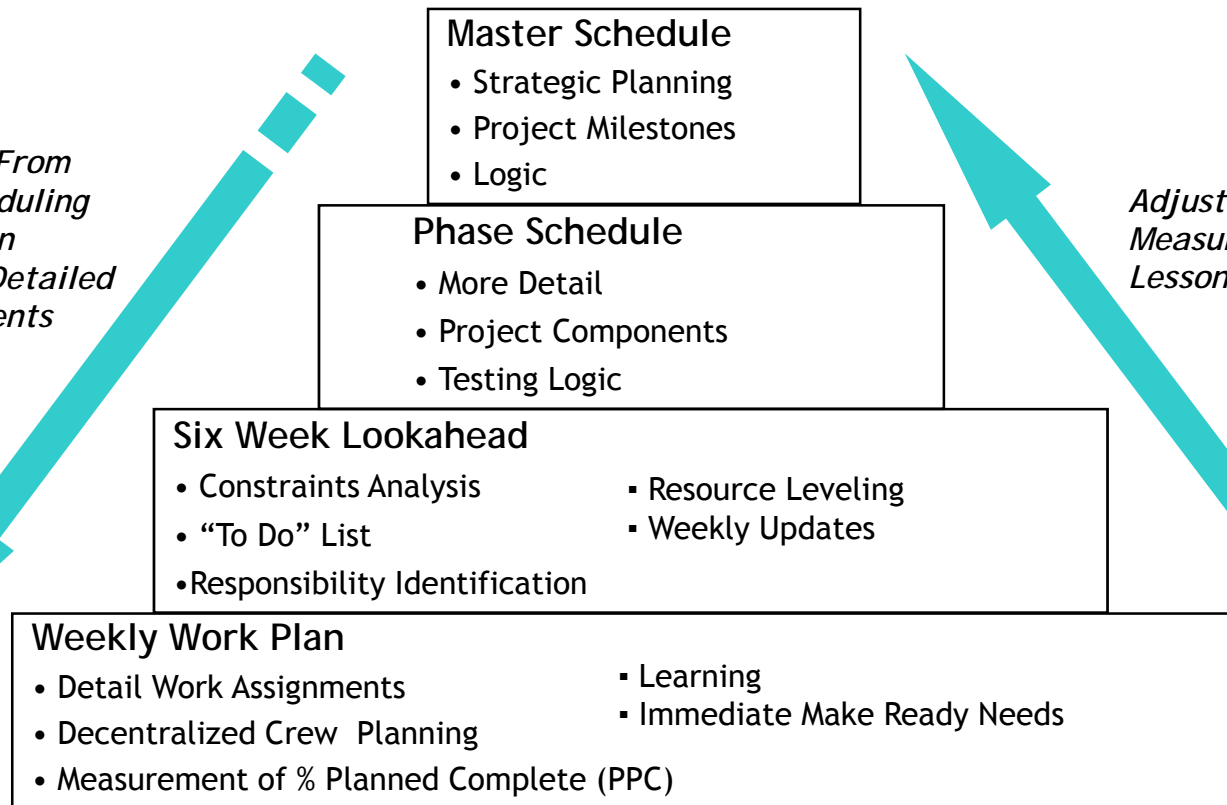 Master Schedule
• Strategic Planning
• Project Milestones
• Logic
From
duling
n
Detailed
ents
Adjust
Measur
Lesson
Phase Schedule
• More Detail
• Project Components
• Testing Logic
Six Week Lookahead
• Constraints Analysis
• “To Do” List
•Responsibility Identification
▪ Resource Leveling
▪ Weekly Updates
Weekly Work Plan
• Detail Work Assignments
• Decentralized Crew Planning
• Measurement of % Planned Complete (PPC)
▪ Learning
▪ Immediate Make Ready Needs